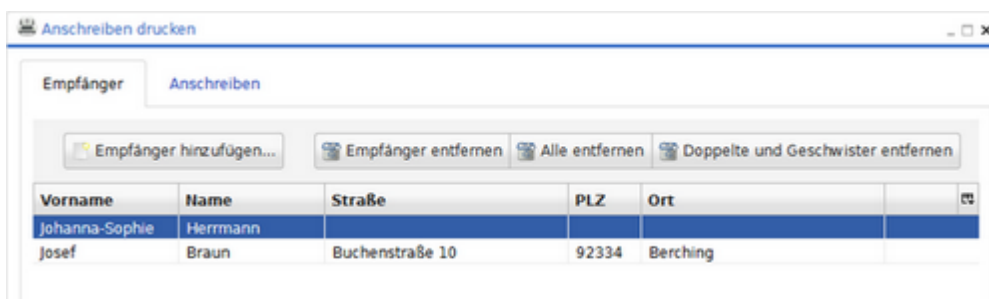 Anschreiben drucken
Empfänger Anschreiben
Empfänger hinzufügen... Empfänger entfernen Alle entfernen Doppelte und Geschwister entfernen
Vorname Name Straße PLZ Ort
Johanna-Sophie Herrmann
Josef Braun Buchenstraße 10 92334 Berching